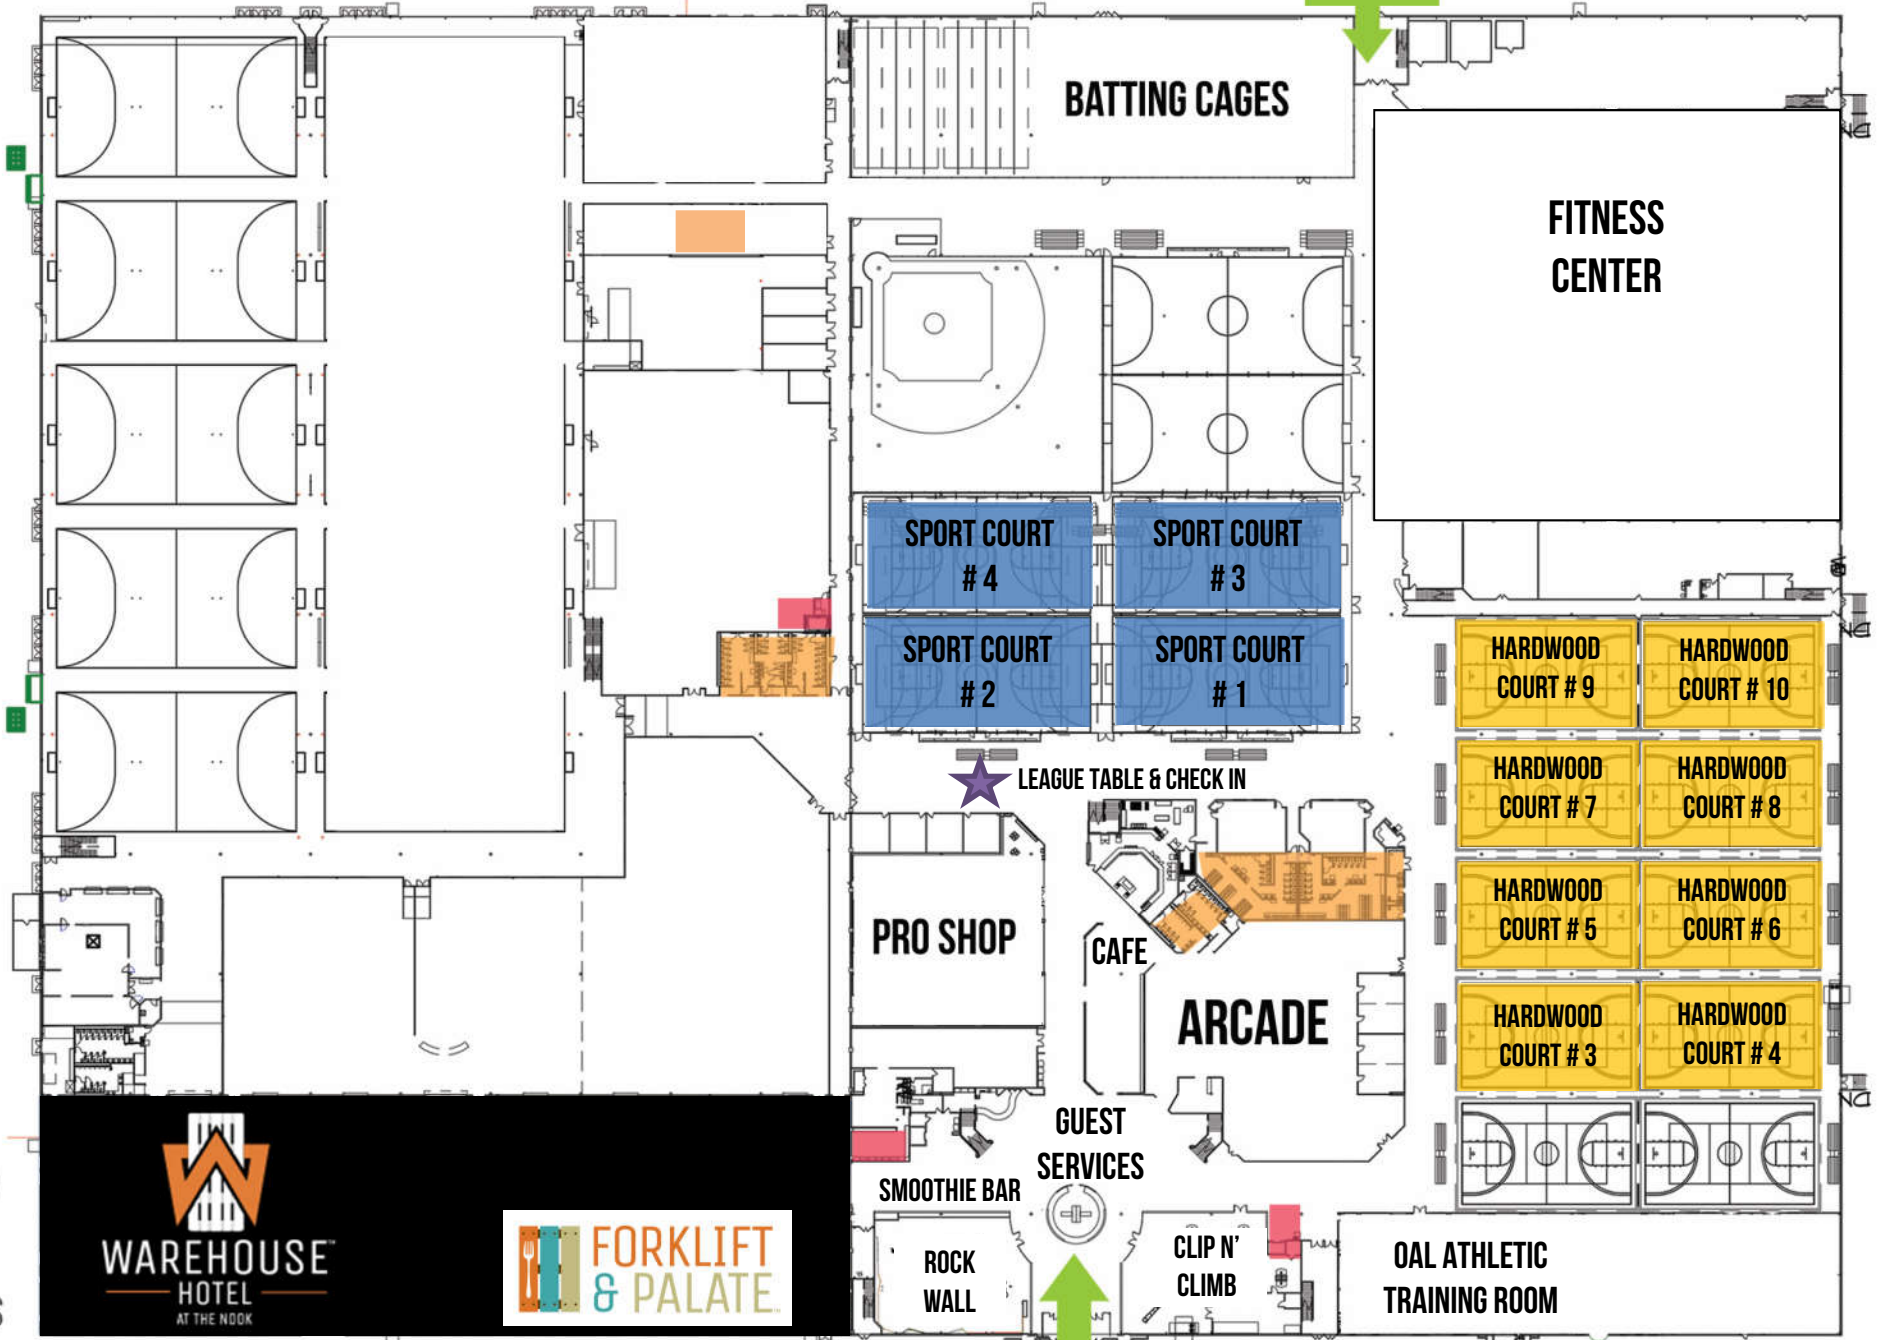 BATTING CAGES
FITNESS
CENTER
SPORT COURT
# 4
SPORT COURT
# 3
SPORT COURT
# 2
SPORT COURT
# 1
HARDWOOD
COURT # 9
HARDWOOD
COURT # 10
HARDWOOD
COURT # 7
HARDWOOD
COURT # 8
HARDWOOD
COURT # 5
HARDWOOD
COURT # 6
HARDWOOD
COURT # 3
HARDWOOD
COURT # 4
LEAGUE TABLE & CHECK IN
PRO SHOP
CAFE
ARCADE
GUEST
SERVICES
SMOOTHIE BAR
ROCK
WALL
CLIP N'
CLIMB
OAL ATHLETIC
TRAINING ROOM
WAREHOUSE™
HOTEL
AT THE NOOK
FORKLIFT
& PALATE